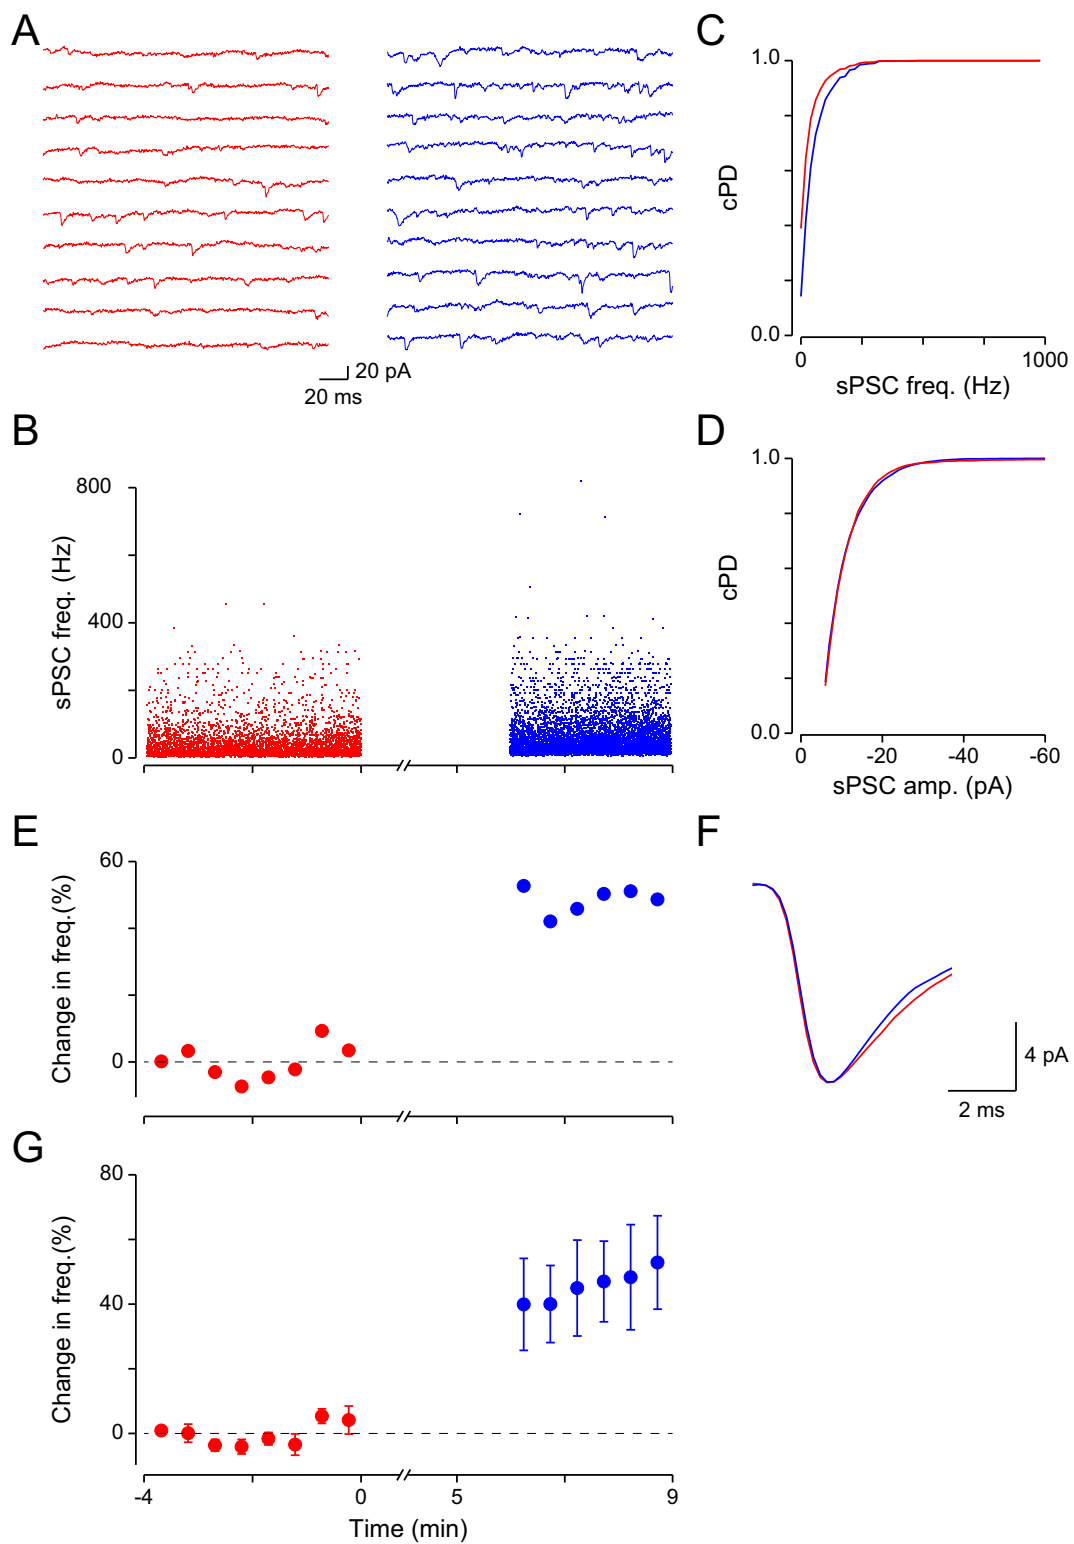 A
20 pA
20 ms
B
800
400
0
sPSC freq. (Hz)
C
1.0
cPD
0.0
0
1000
sPSC freq. (Hz)
D
1.0
cPD
0.0
0
-20
-40
-60
sPSC amp. (pA)
E
60
0
Change in freq.(%)
F
4 pA
2 ms
G
80
40
0
Change in freq.(%)
-4
0
5
9
Time (min)